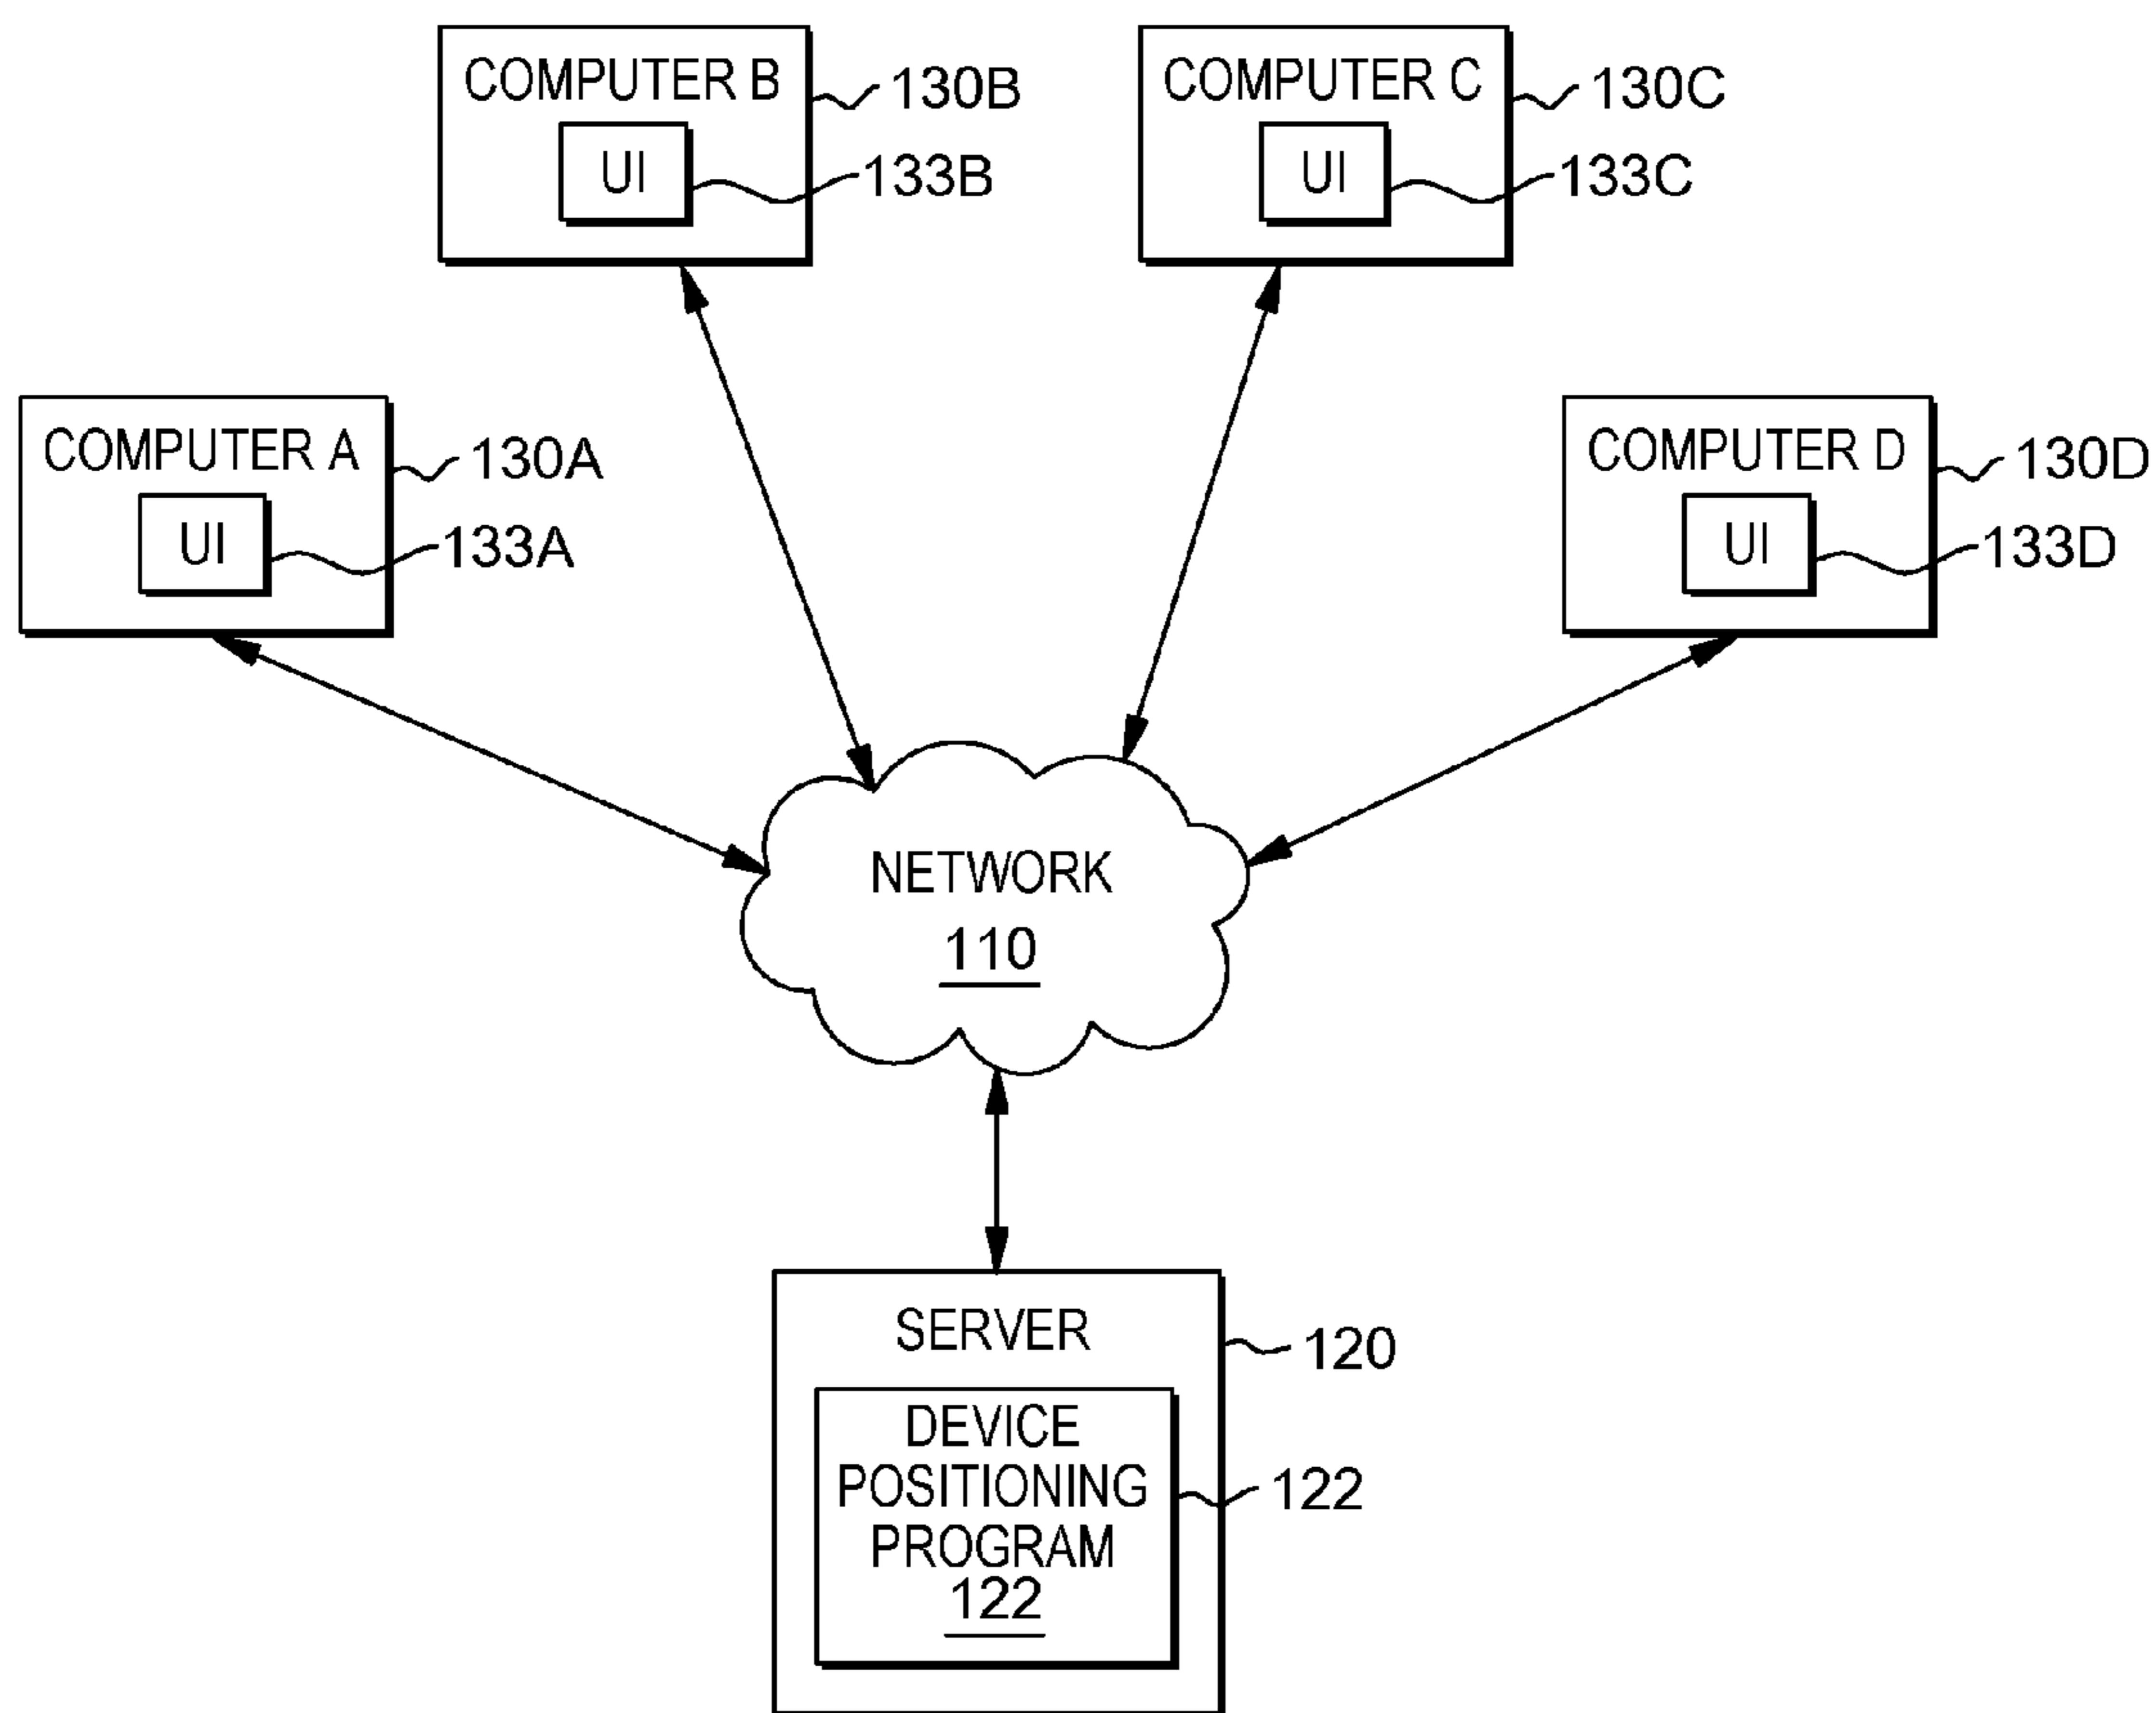 COMPUTER B
130B
UI
133B
COMPUTER C
130C
UI
133C
COMPUTER A
130A
UI
133A
COMPUTER D
130D
UI
133D
NETWORK
110
SERVER
120
DEVICE
POSITIONING
PROGRAM
122
122